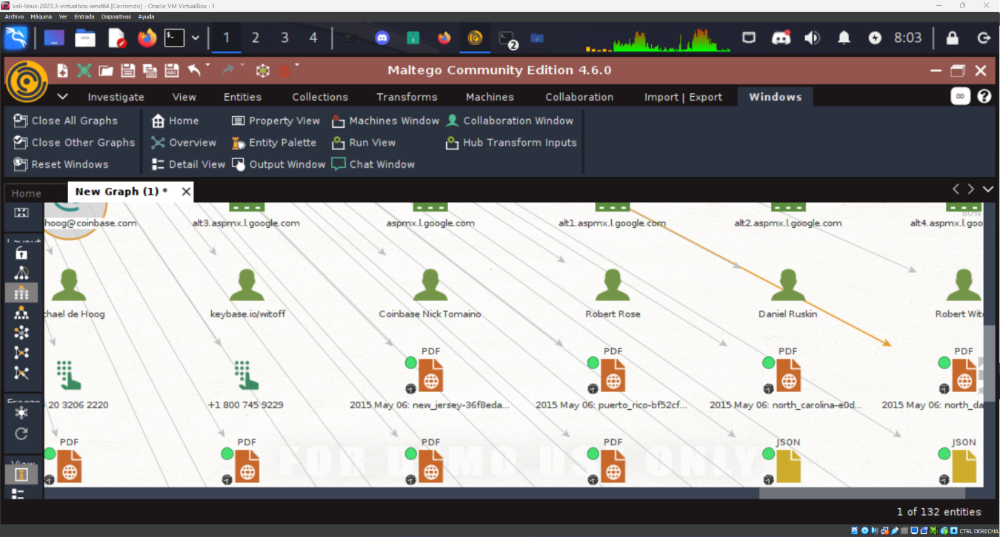 kali-linux-2023.3-virtualbox-amd64 [Corriendo] - Oracle VM VirtualBox : 1
Archivo Máquina Ver Entrada Dispositivos Ayuda
1 2 3 4 2 8:03
Maltego Community Edition 4.6.0
Investigate View Entities Collections Transforms Machines Collaboration Import | Export Windows
Close All Graphs Home Property View Machines Window Collaboration Window
Close Other Graphs Overview Entity Palette Run View Hub Transform Inputs
Reset Windows Detail View Output Window Chat Window
Home New Graph (1) *
80%
hoog@coinbase.com alt3.aspmx.l.google.com aspmx.l.google.com alt1.aspmx.l.google.com alt2.aspmx.l.google.com alt4.aspmx.l.goo
Layout
chael de Hoog keybase.io/witoff Coinbase Nick Tomaino Robert Rose Daniel Ruskin Robert Wit
PDF PDF PDF PDF
20 3206 2220 +1 800 745 9229 2015 May 06: new_jersey-36f8eda... 2015 May 06: puerto_rico-bf52cf... 2015 May 06: north_carolina-e0d... 2015 May 06: north_da
Freeze
PDF PDF PDF PDF JSON JSON
FOR DEMO USE ONLY
View
1 of 132 entities
CTRL DERECHA